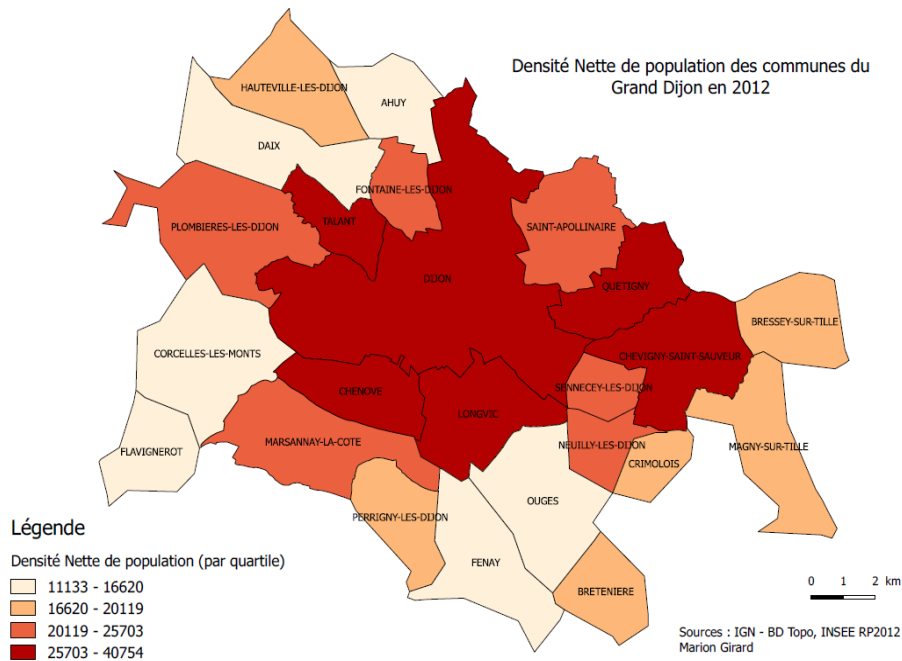 Densité Nette de population des communes du
Grand Dijon en 2012
HAUTEVILLE-LES-DIJON
AHUY
DAIX
FONTAINE-LES-DIJON
TALANT
PLOMBIERES-LES-DIJON
SAINT-APOLLINAIRE
DIJON
QUETIGNY
BRESSEY-SUR-TILLE
CORCELLES-LES-MONTS
CHEVIGNY-SAINT-SAUVEUR
SENNECEY-LES-DIJON
CHENOVE
LONGVIC
MARSANNAY-LA-COTE
NEUILLY-LES-DIJON
MAGNY-SUR-TILLE
FLAVIGNEROT
CRIMOLOIS
OUGES
PERRIGNY-LES-DIJON
FENAY
BRETENIERE
Légende
Densité Nette de population (par quartile)
11133 - 16620
16620 - 20119
20119 - 25703
25703 - 40754
0 1 2 km
Sources : IGN - BD Topo, INSEE RP2012
Marion Girard